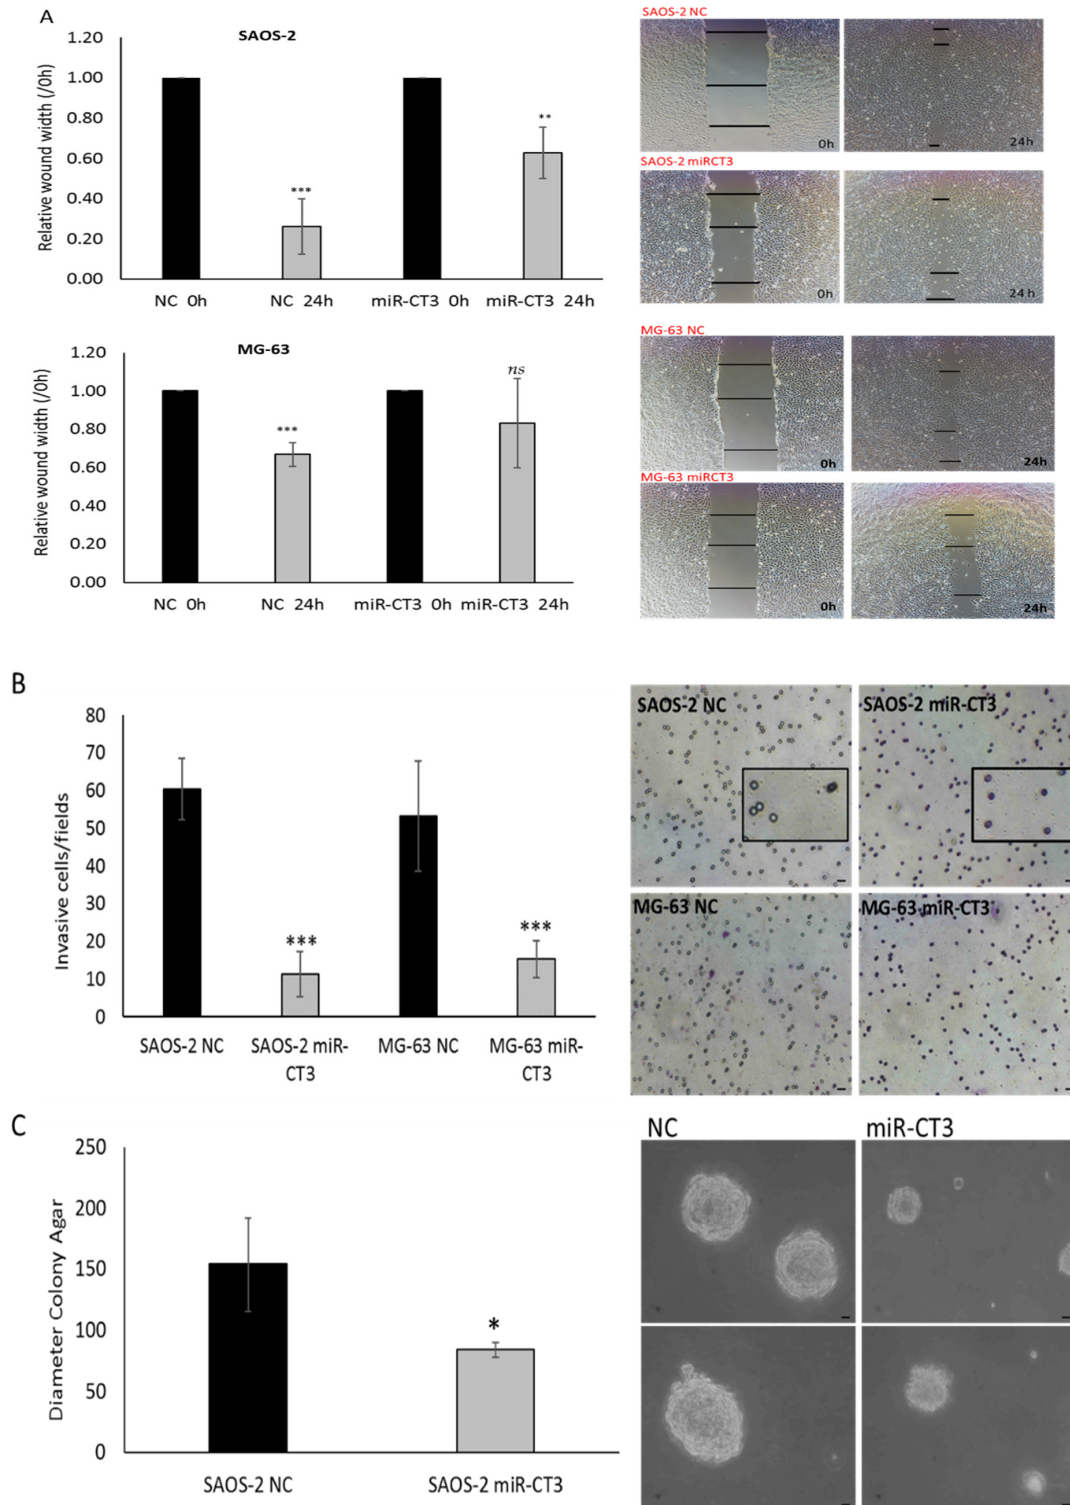 A
SAOS-2
Relative wound width (/0h)
1.20
1.00
0.80
0.60
0.40
0.20
0.00
***
**
NC 0h
NC 24h
miR-CT3 0h
miR-CT3 24h
SAOS-2 NC
0h
24h
SAOS-2 miRCT3
0h
24 h
MG-63
Relative wound width (/0h)
1.20
1.00
0.80
0.60
0.40
0.20
0.00
***
ns
NC 0h
NC 24h
miR-CT3 0h
miR-CT3 24h
MG-63 NC
0h
24h
MG-63 miRCT3
0h
24h
B
Invasive cells/fields
80
70
60
50
40
30
20
10
0
***
***
SAOS-2 NC
SAOS-2 miR-
CT3
MG-63 NC
MG-63 miR-
CT3
SAOS-2 NC
SAOS-2 miR-CT3
MG-63 NC
MG-63 miR-CT3
C
Diameter Colony Agar
250
200
150
100
50
0
*
SAOS-2 NC
SAOS-2 miR-CT3
NC
miR-CT3